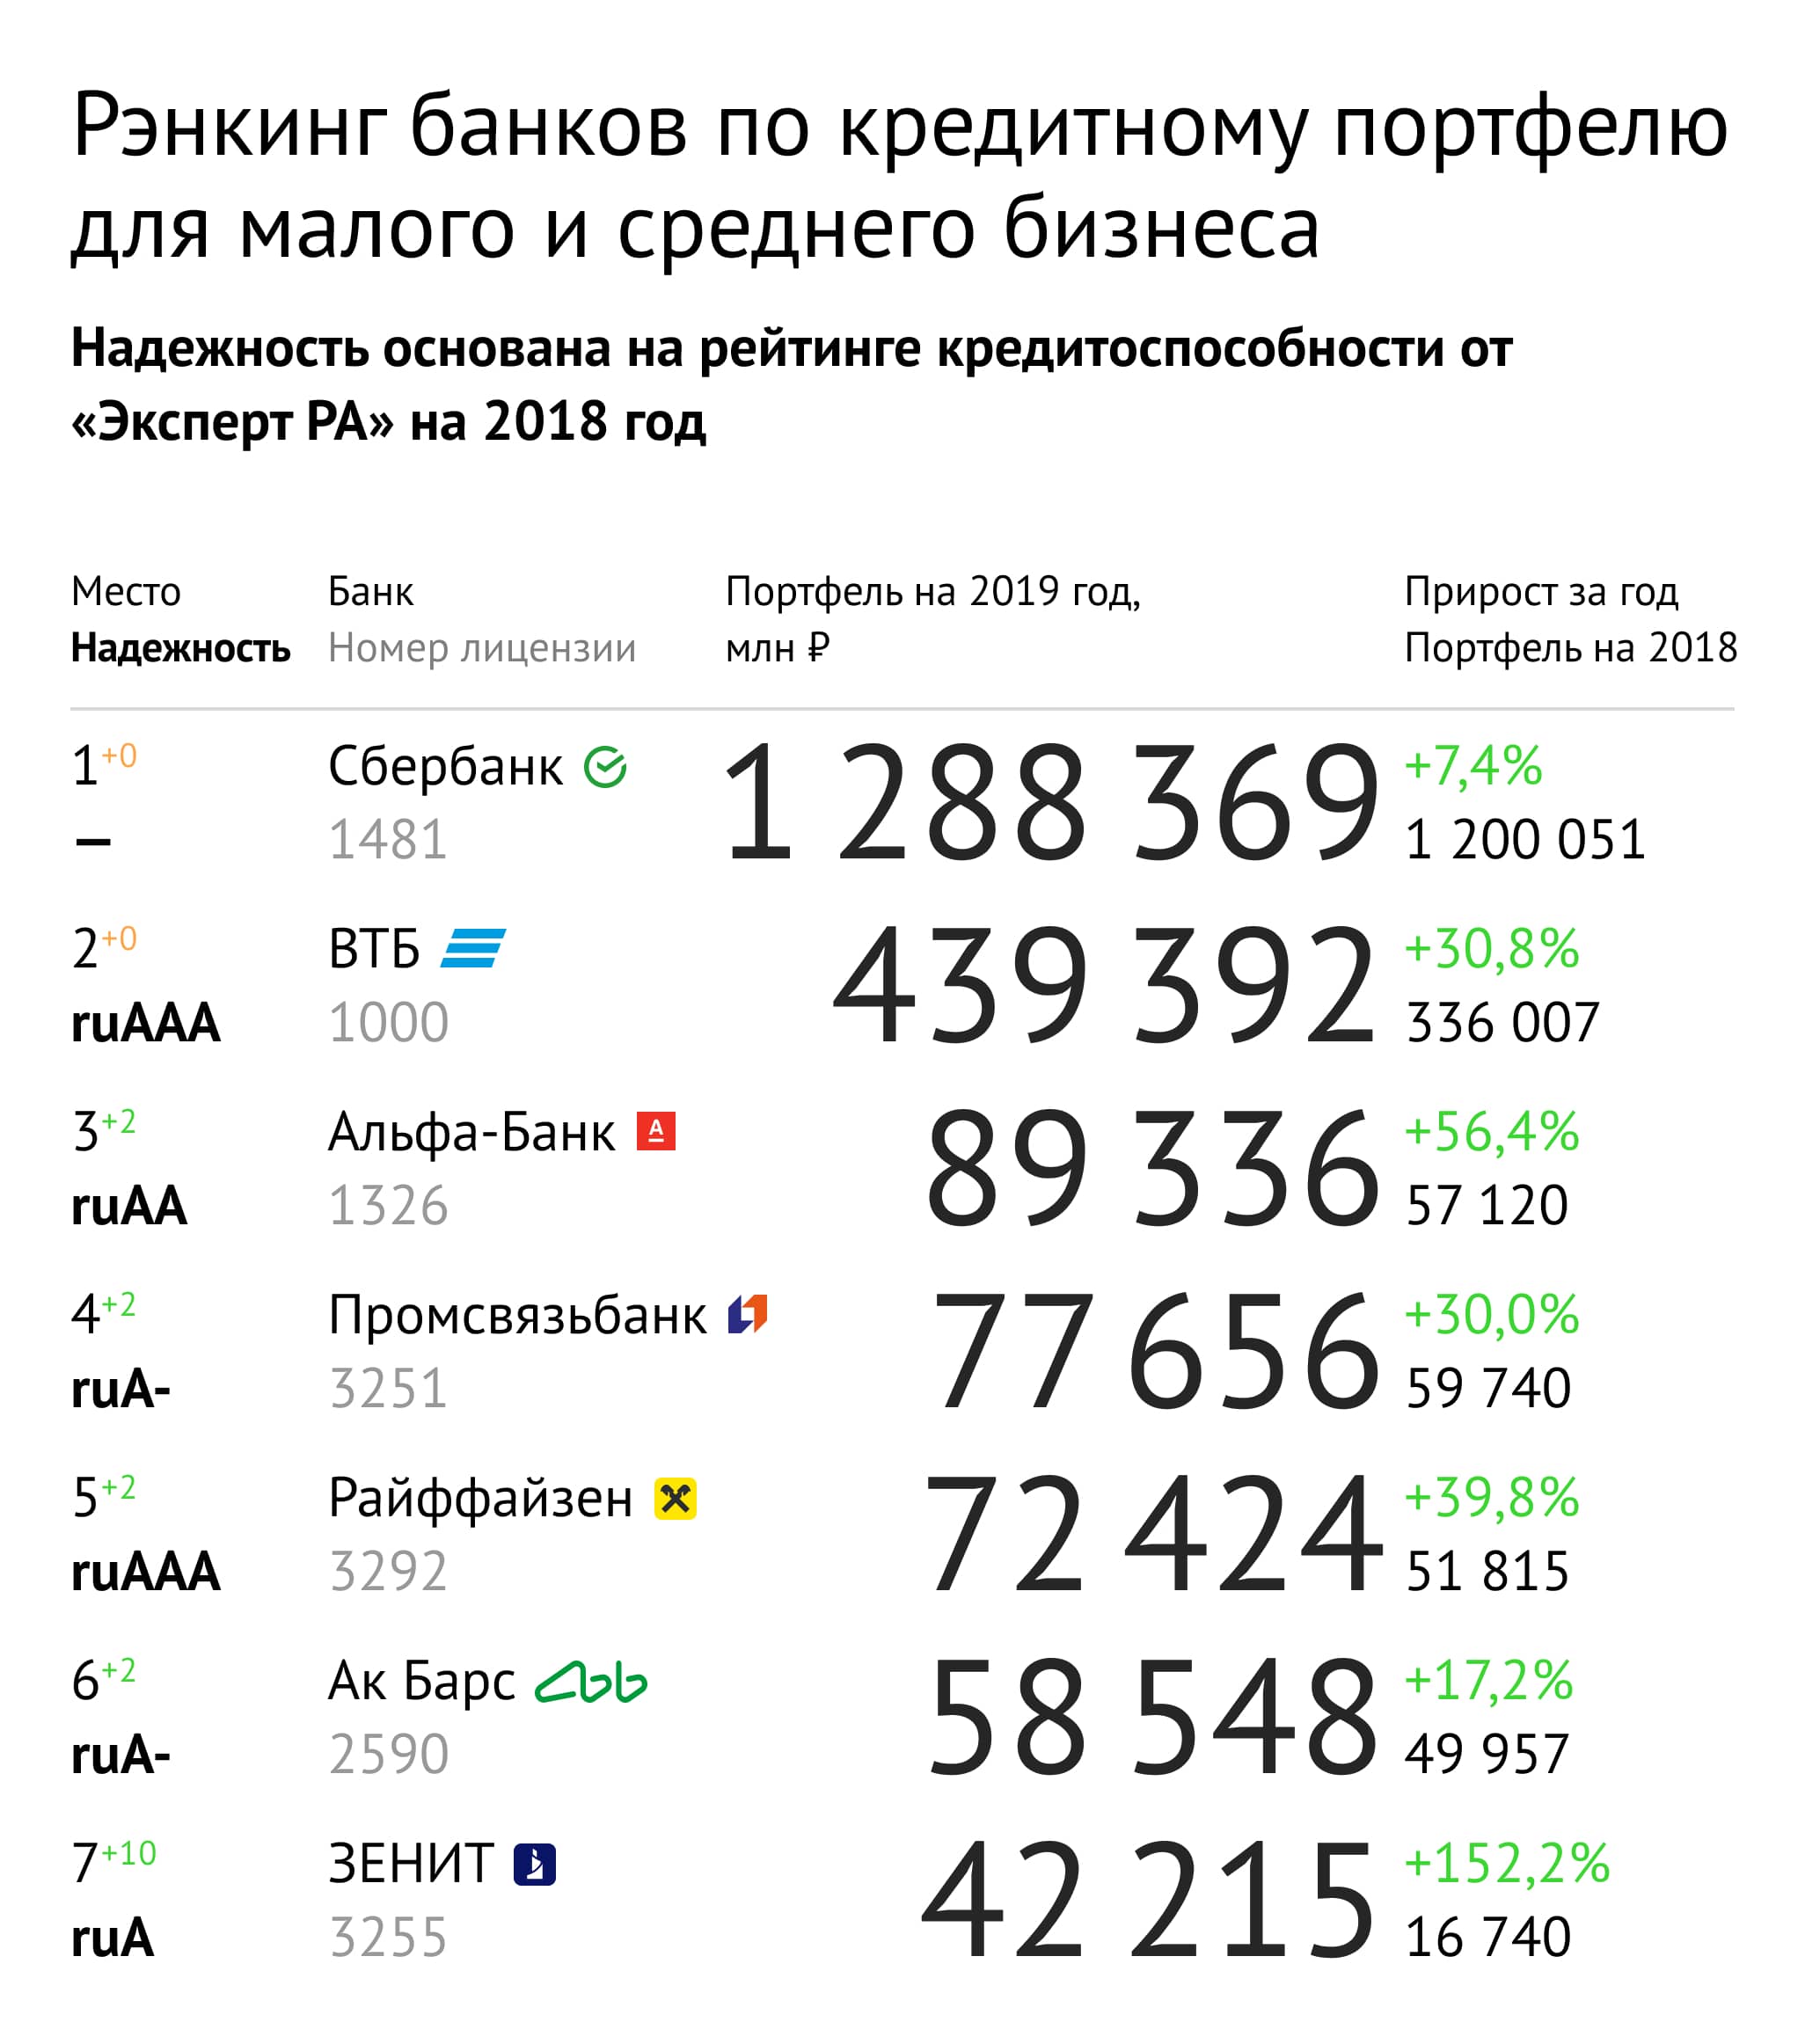 Рэнкинг банков по кредитному портфелю
для малого и среднего бизнеса
Надежность основана на рейтинге кредитоспособности от
«Эксперт РА» на 2018 год
Место Банк Портфель на 2019 год, Прирост за год
Надежность Номер лицензии млн ₽ Портфель на 2018
1+0 Сбербанк 1 288 369 +7,4%
— 1481 1 200 051
2+0 ВТБ 439 392 +30,8%
ruAAA 1000 336 007
3+2 Альфа-Банк А 89 336 +56,4%
ruAA 1326 57 120
4+2 Промсвязьбанк 77 656 +30,0%
ruA- 3251 59 740
5+2 Райффайзен 72 424 +39,8%
ruAAA 3292 51 815
6+2 Ак Барс 58 548 +17,2%
ruA- 2590 49 957
7+10 ЗЕНИТ 42 215 +152,2%
ruA 3255 16 740